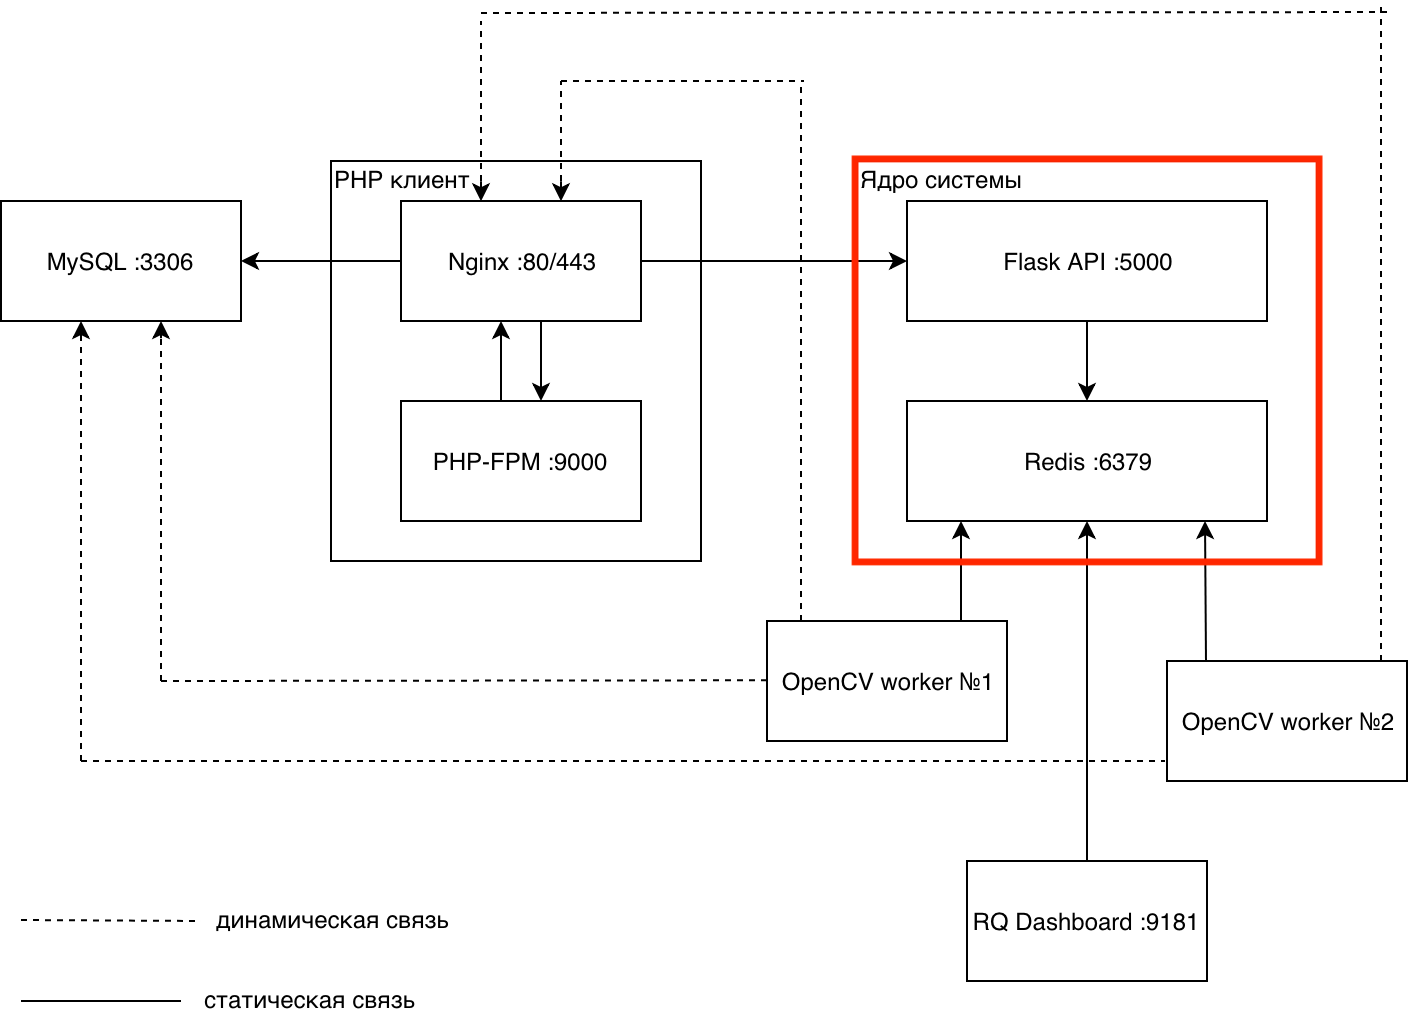 PHP клиент
Ядро системы
MySQL :3306
Nginx :80/443
Flask API :5000
PHP-FPM :9000
Redis :6379
OpenCV worker №1
OpenCV worker №2
RQ Dashboard :9181
динамическая связь
статическая связь